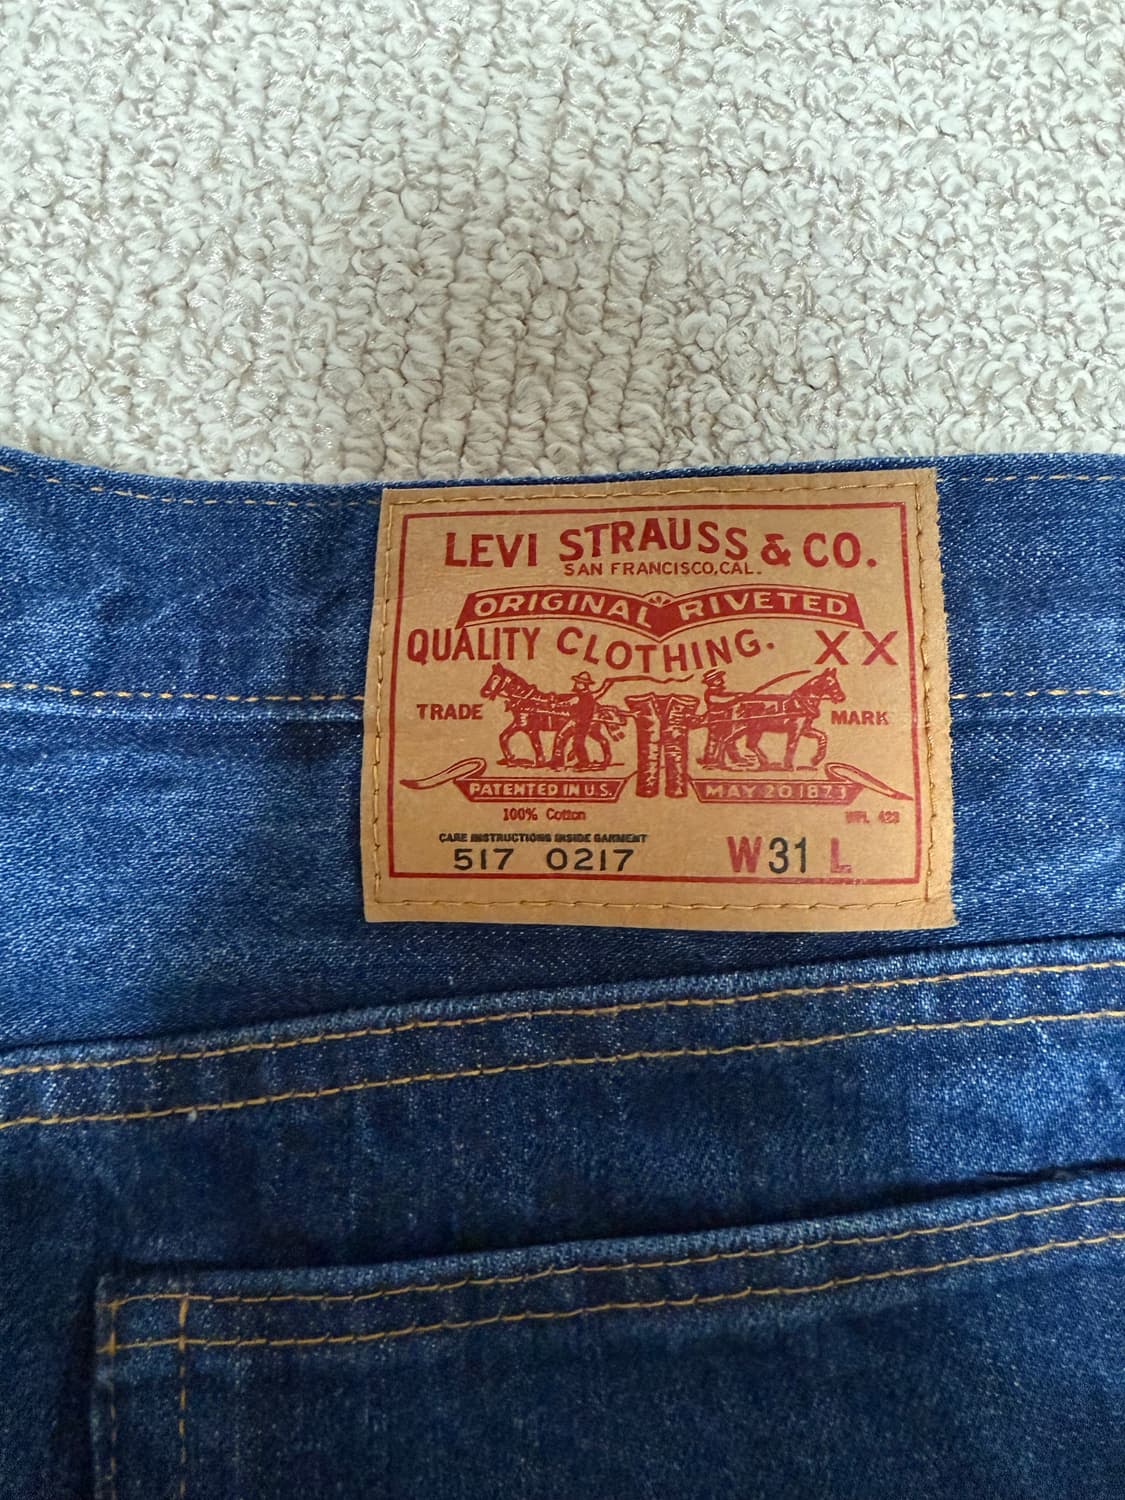 LEVI STRAUSS & CO.
SAN FRANCISCO, CAL.
ORIGINAL RIVETED
QUALITY CLOTHING. XX
TRADE MARK
PATENTED IN U.S. MAY 20 1873
100% Cotton WPL 423
CARE INSTRUCTIONS INSIDE GARMENT
517 0217 W31 L